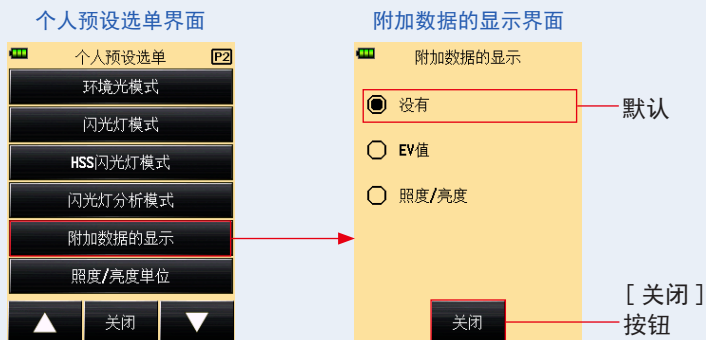 个人预设选单界面
个人预设选单 P2
环境光模式
闪光灯模式
HSS闪光灯模式
闪光灯分析模式
附加数据的显示
照度/亮度单位
关闭
附加数据的显示界面
附加数据的显示
没有
默认
EV值
照度/亮度
关闭
[ 关闭 ]
按钮